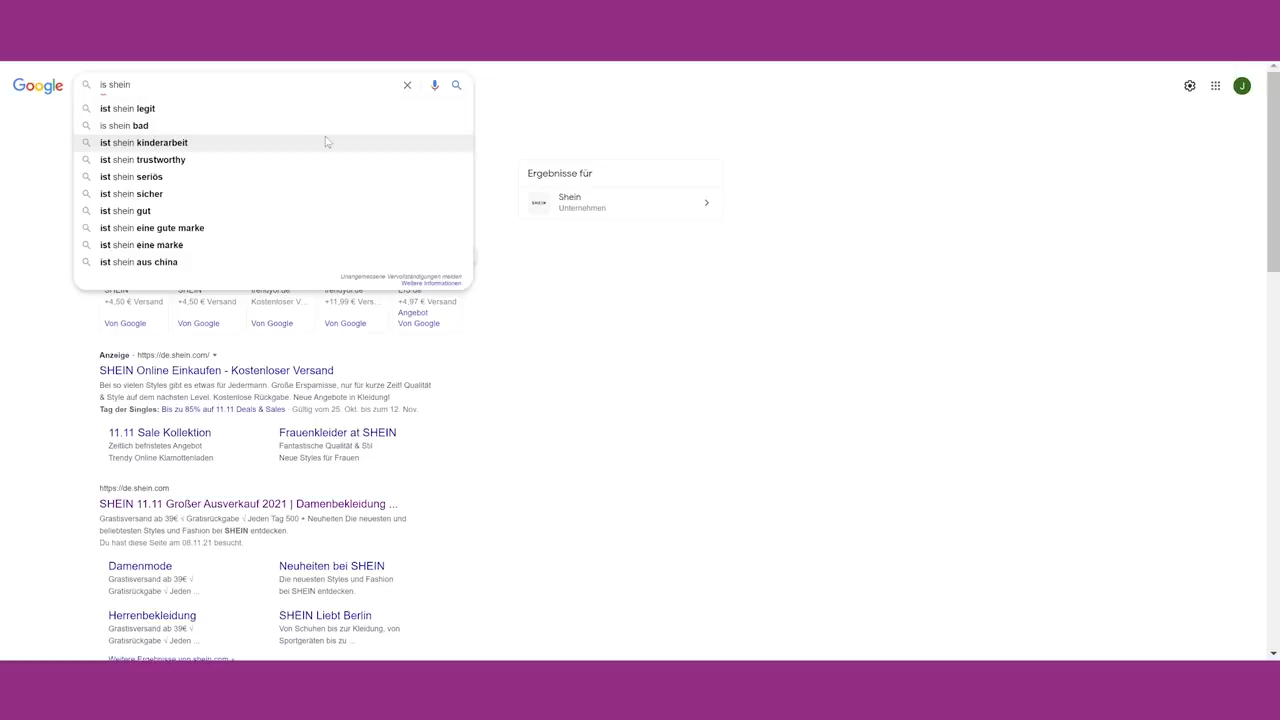 Google
is shein
ist shein legit
is shein bad
ist shein kinderarbeit
ist shein trustworthy
ist shein seriös
ist shein sicher
ist shein gut
ist shein eine gute marke
ist shein eine marke
ist shein aus china
Unangemessene Vervollständigungen melden
Weitere Informationen
J
Ergebnisse für
SHEIN
Shein
Unternehmen
SHEIN SHEIN trendyol.de
+4,50 € Versand +4,50 € Versand Kostenloser V... +11,99 € Vers... +4,97 € Versand
Angebot
Von Google Von Google Von Google Von Google Von Google
Anzeige · https://de.shein.com/
SHEIN Online Einkaufen - Kostenloser Versand
Bei so vielen Styles gibt es etwas für Jedermann. Große Ersparnisse, nur für kurze Zeit! Qualität
& Style auf dem nächsten Level. Kostenlose Rückgabe. Neue Angebote in Kleidung!
Tag der Singles: Bis zu 85% auf 11.11 Deals & Sales · Gültig vom 25. Okt. bis zum 12. Nov.
11.11 Sale Kollektion
Zeitlich befristetes Angebot
Trendy Online Klamottenladen
Frauenkleider at SHEIN
Fantastische Qualität & Stil
Neue Styles für Frauen
https://de.shein.com
SHEIN 11.11 Großer Ausverkauf 2021 | Damenbekleidung ...
Grastisversand ab 39€ √ Gratisrückgabe √ Jeden Tag 500 + Neuheiten Die neuesten und
beliebtesten Styles und Fashion bei SHEIN entdecken.
Du hast diese Seite am 08.11.21 besucht.
Damenmode
Grastisversand ab 39€ √
Gratisrückgabe √ Jeden ...
Neuheiten bei SHEIN
Die neuesten Styles und Fashion
bei SHEIN entdecken.
Herrenbekleidung
Grastisversand ab 39€ √
Gratisrückgabe √ Jeden ...
SHEIN Liebt Berlin
Von Schuhen bis zur Kleidung, von
Sportgeräten bis zu ...
Weitere Ergebnisse von shein.com